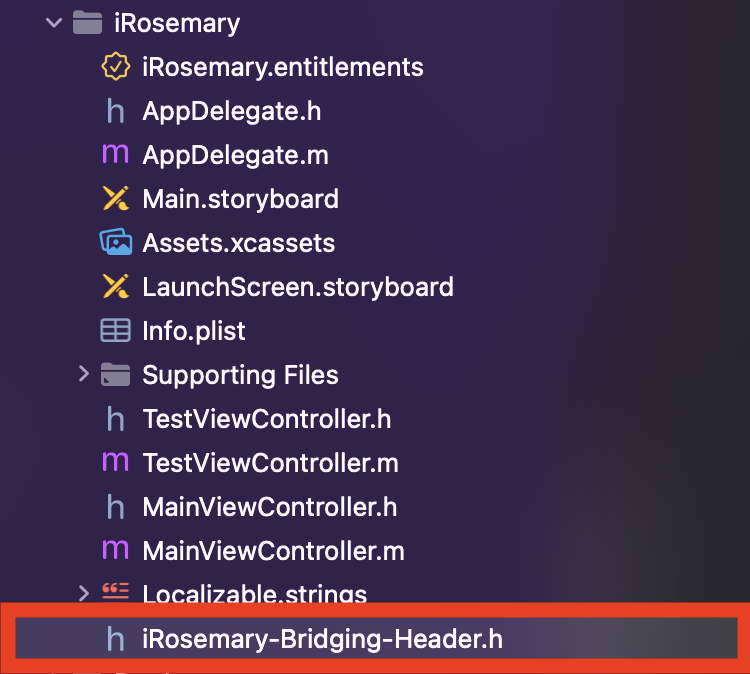 iRosemary
iRosemary.entitlements
h AppDelegate.h
m AppDelegate.m
Main.storyboard
Assets.xcassets
LaunchScreen.storyboard
Info.plist
Supporting Files
h TestViewController.h
m TestViewController.m
h MainViewController.h
m MainViewController.m
Localizable.strings
h iRosemary-Bridging-Header.h